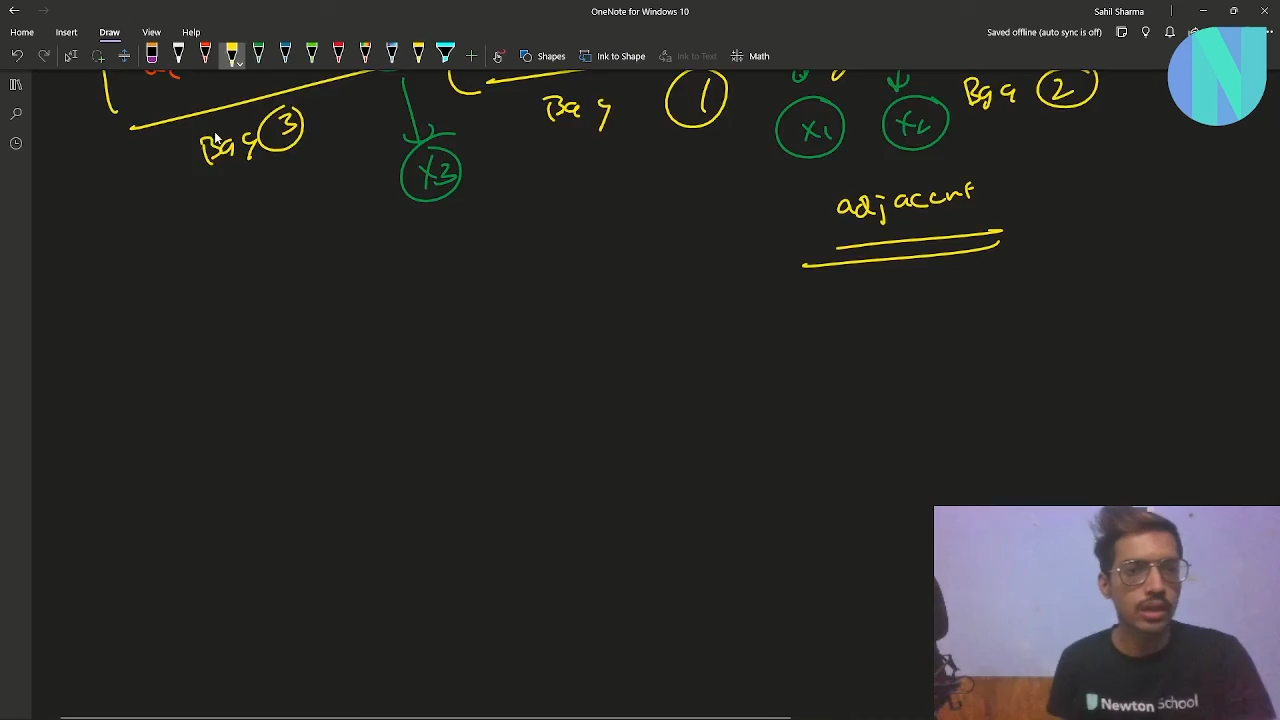 OneNote for Windows 10
Sahil Sharma
Home Insert Draw View Help
Saved offline (auto sync is off)
Shapes Ink to Shape Ink to Text Math
Bag 3
Bag 1
Bag 2
X1 X2
X3
adjacent
N
Newton School